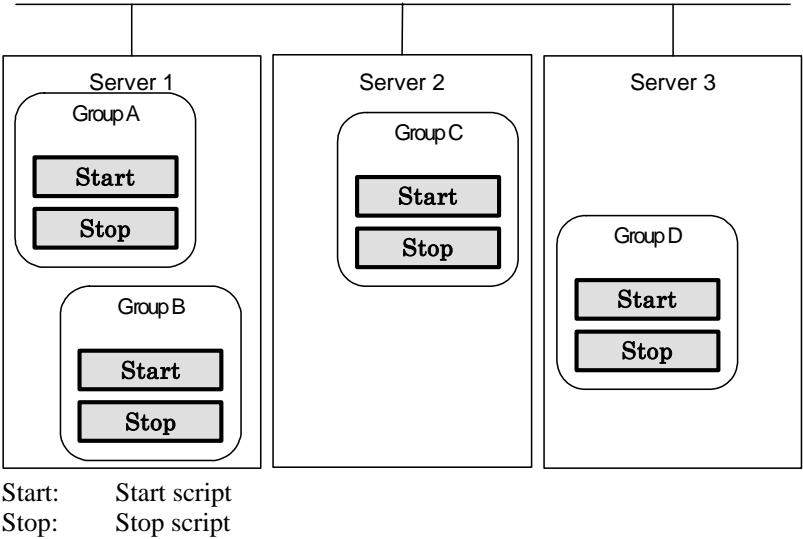 Server 1
Group A
Start
Stop
Group B
Start
Stop
Server 2
Group C
Start
Stop
Server 3
Group D
Start
Stop
Start: Start script
Stop: Stop script